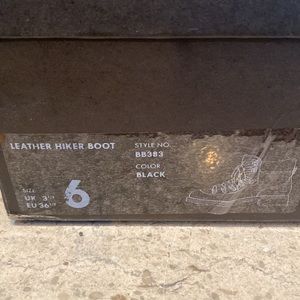 LEATHER HIKER BOOT
STYLE NO.
BB383
COLOR
BLACK
SIZE
6
UK 3½
EU 36½